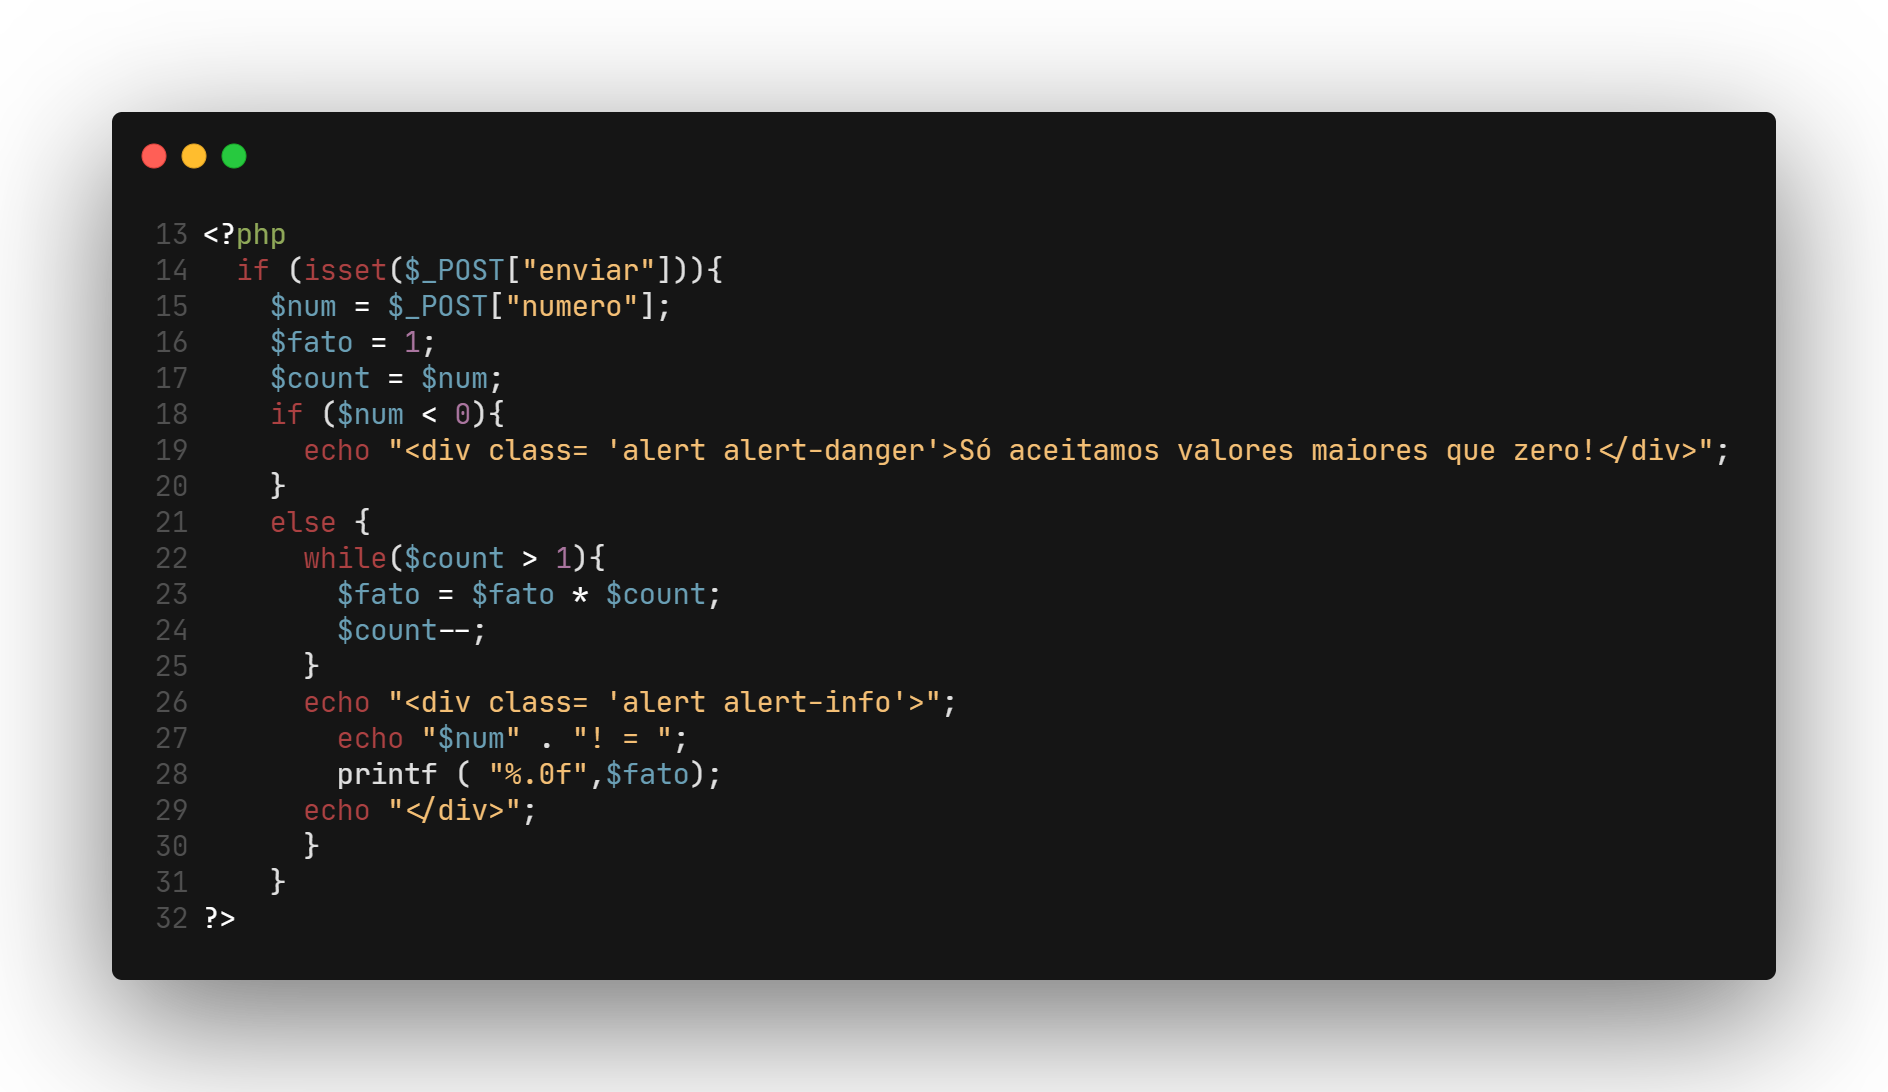 13 <?php
14   if (isset($_POST["enviar"])){
15     $num = $_POST["numero"];
16     $fato = 1;
17     $count = $num;
18     if ($num < 0){
19       echo "<div class= 'alert alert-danger'>Só aceitamos valores maiores que zero!</div>";
20     }
21     else {
22       while($count > 1){
23         $fato = $fato * $count;
24         $count--;
25       }
26       echo "<div class= 'alert alert-info'>";
27         echo "$num" . "! = ";
28         printf ( "%.0f",$fato);
29       echo "</div>";
30       }
31     }
32 ?>